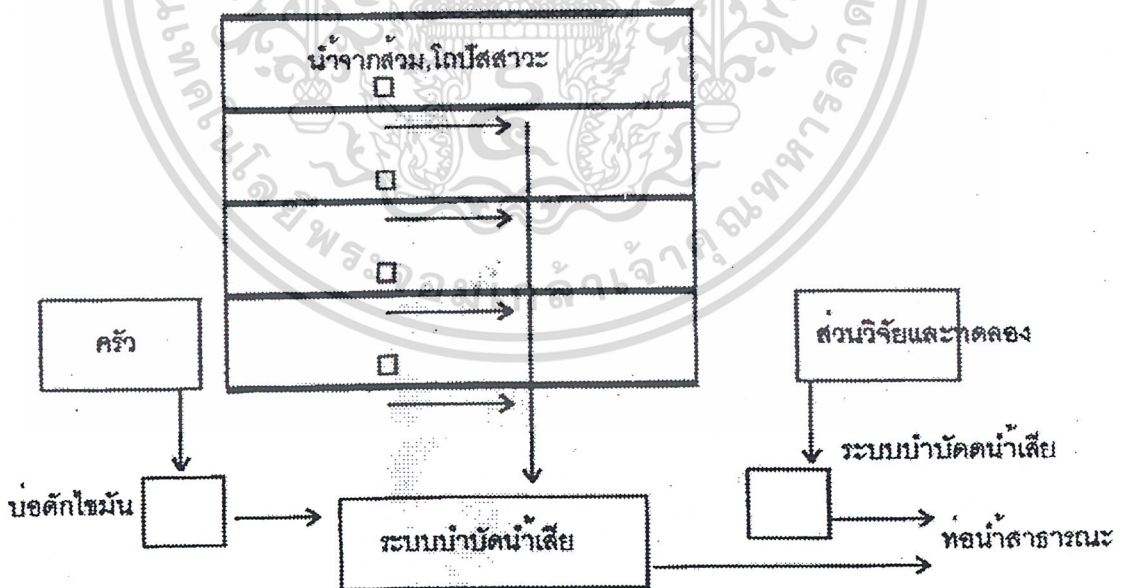 น้ำจากส้วม,โถปัสสาวะ
ครัว
ส่วนวิจัยและทดลอง
ระบบบำบัดตน้ำเสีย
บ่อดักไขมัน
ระบบบำบัดน้ำเสีย
ท่อน้ำสาธารณะ